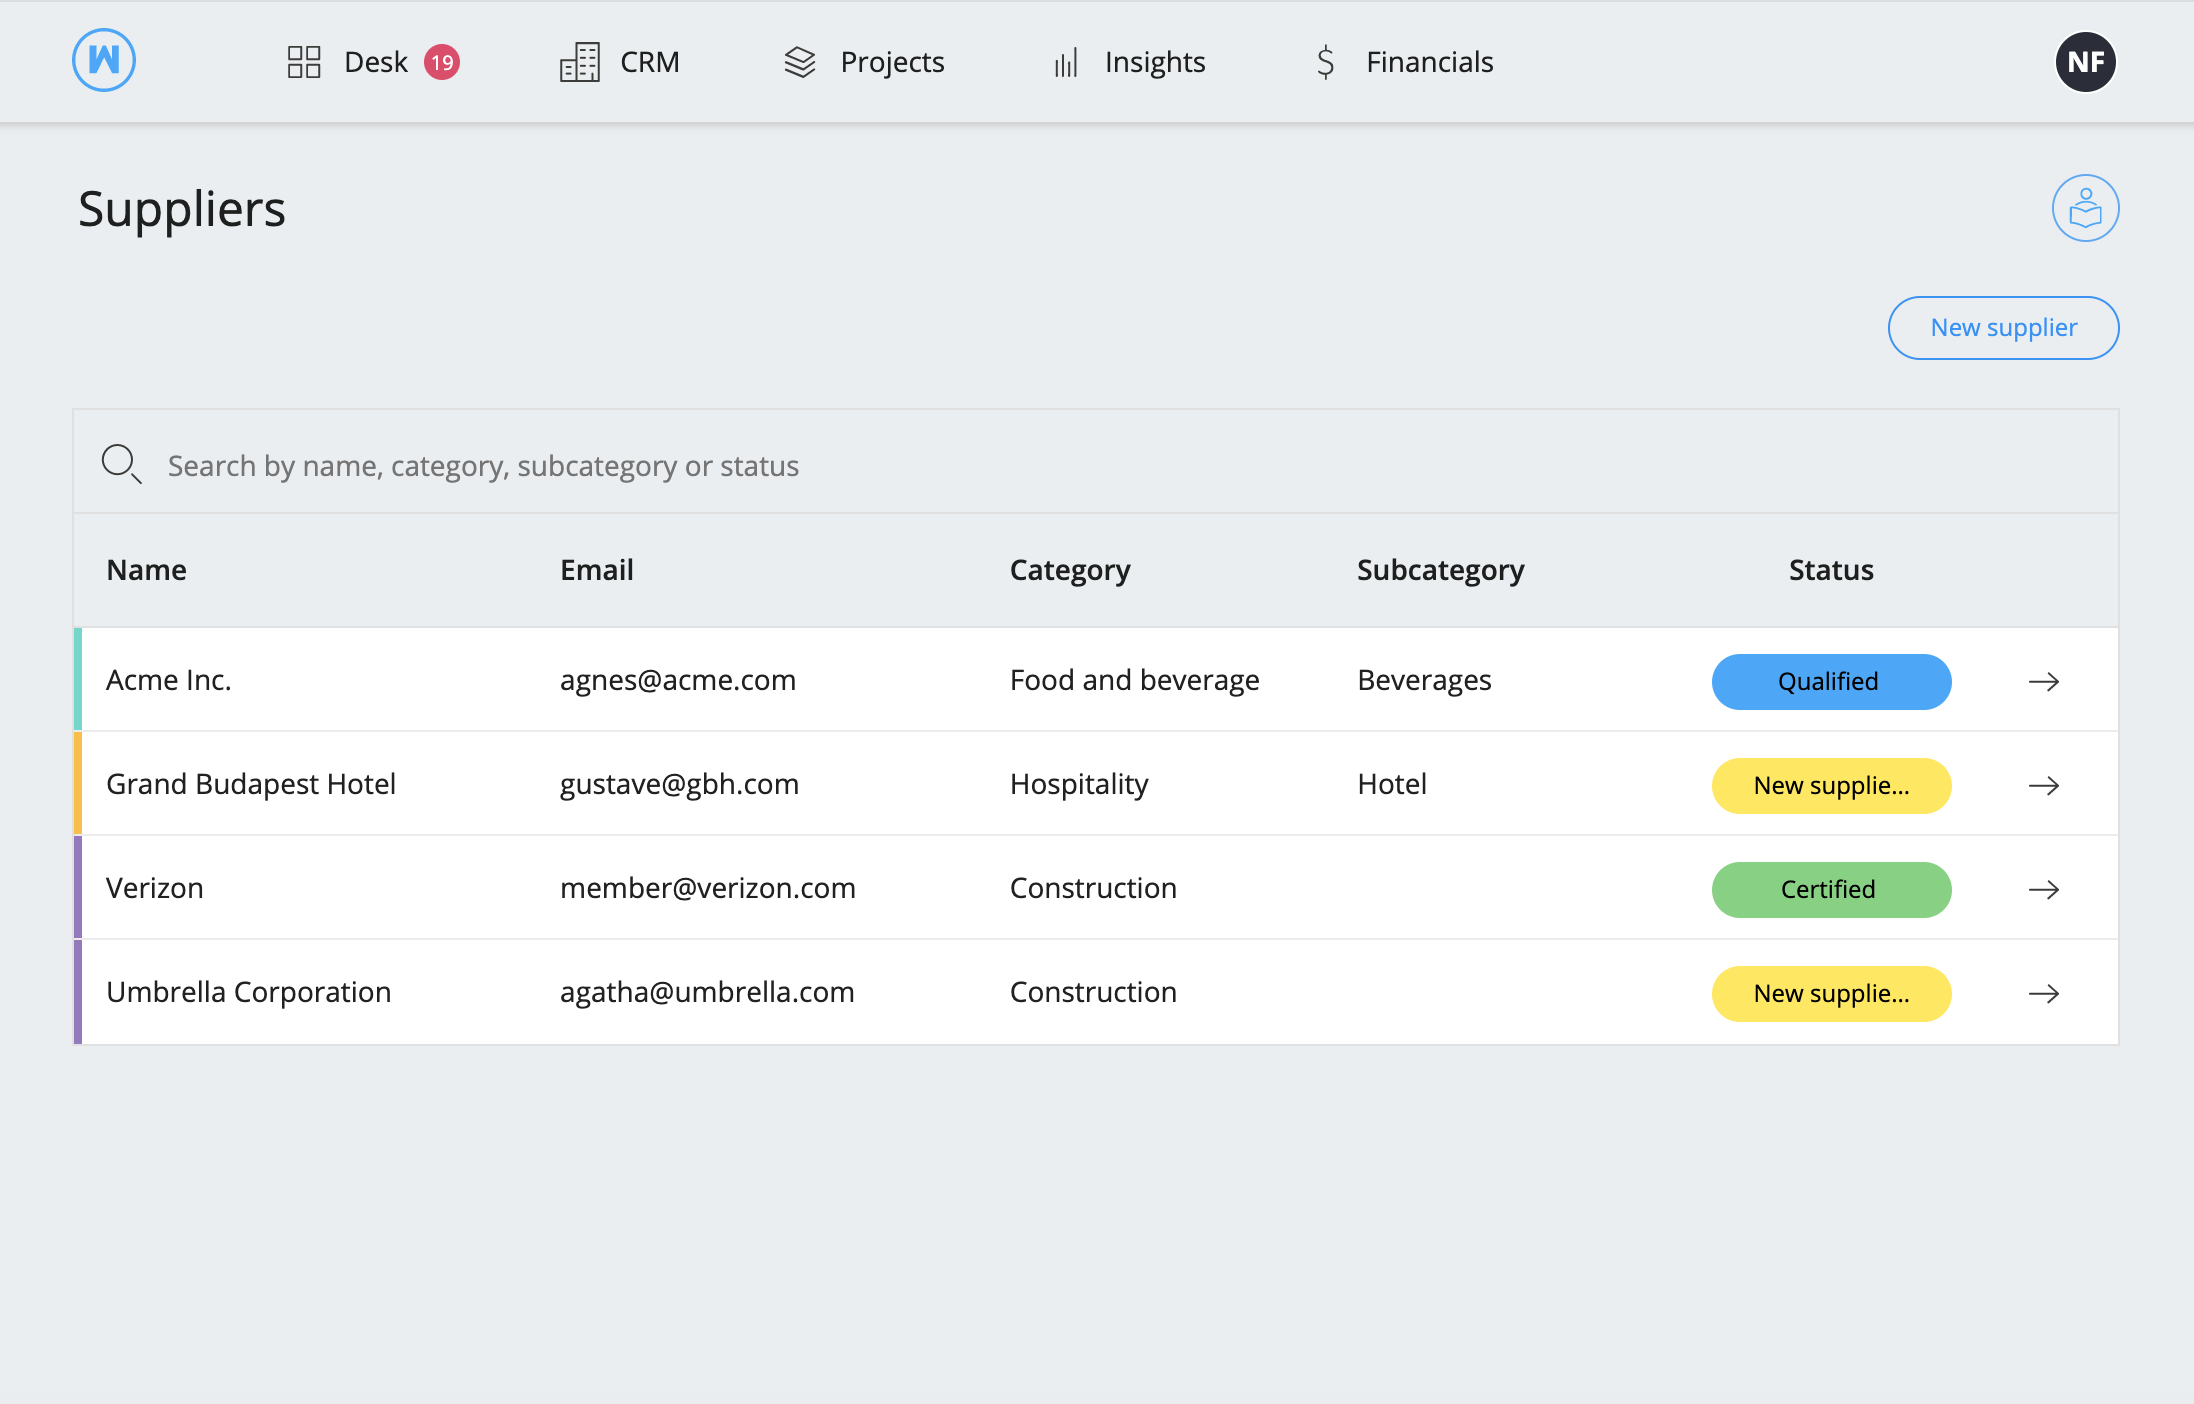 W Desk 19 CRM Projects Insights Financials NF
Suppliers
New supplier
Search by name, category, subcategory or status
Name Email Category Subcategory Status
Acme Inc. agnes@acme.com Food and beverage Beverages Qualified
Grand Budapest Hotel gustave@gbh.com Hospitality Hotel New supplie...
Verizon member@verizon.com Construction Certified
Umbrella Corporation agatha@umbrella.com Construction New supplie...